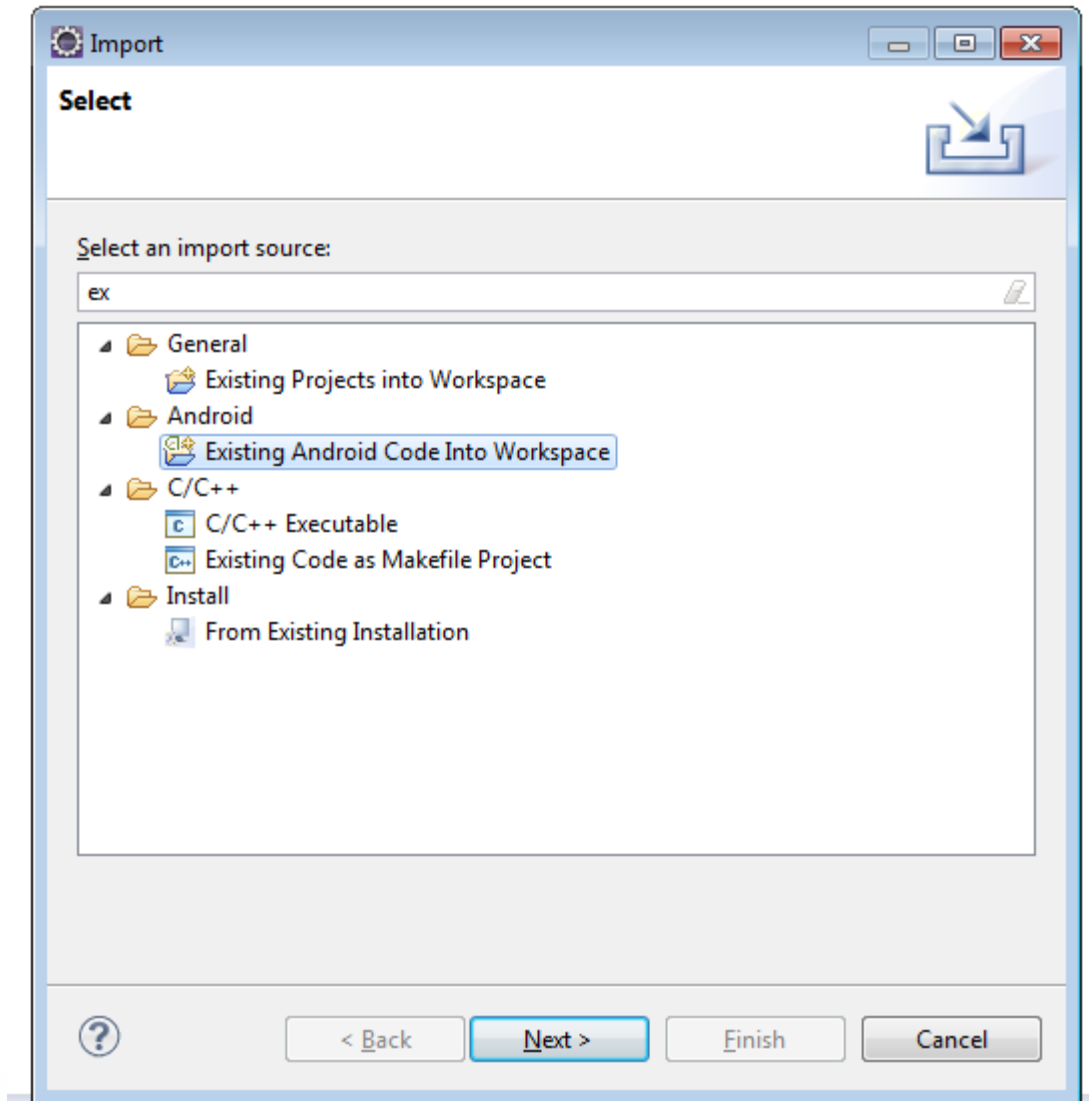 Import
Select
Select an import source:
ex
General
Existing Projects into Workspace
Android
Existing Android Code Into Workspace
C/C++
C/C++ Executable
Existing Code as Makefile Project
Install
From Existing Installation
? < Back Next > Finish Cancel